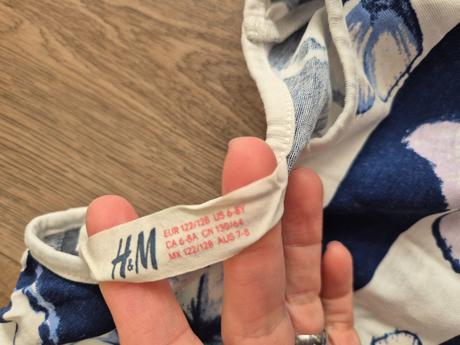 H&M
EUR 122/128 US 6-8Y
CA 6-8A CN 130/64
MX 122/128 AUS 7-8